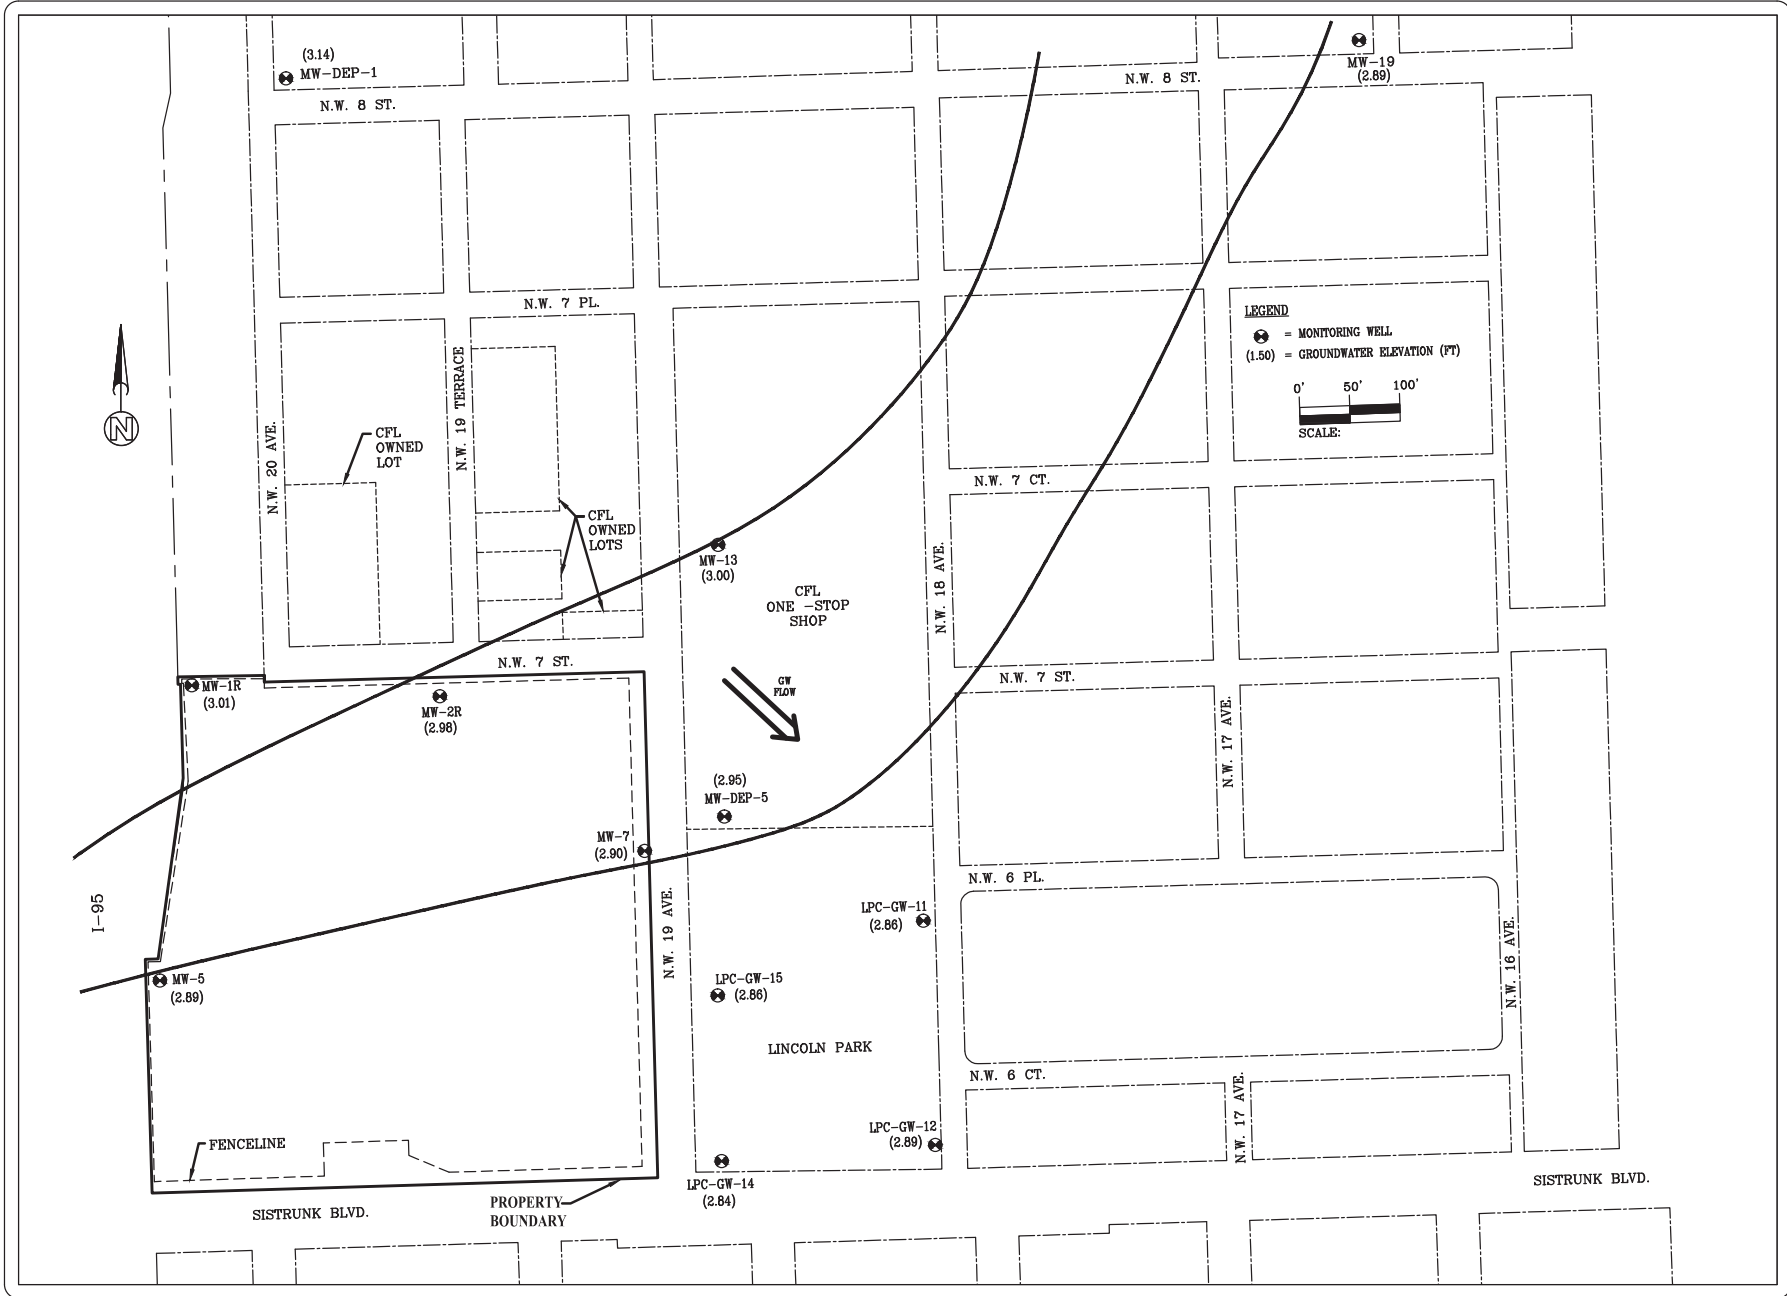 (3.14)
MW-DEP-1
N.W. 8 ST.
N.W. 8 ST.
MW-19
(2.89)
N.W. 7 PL.
LEGEND
= MONITORING WELL
(1.50) = GROUNDWATER ELEVATION (FT)
0' 50' 100'
SCALE:
N
N.W. 20 AVE.
N.W. 19 TERRACE
CFL
OWNED
LOT
CFL
OWNED
LOTS
N.W. 7 CT.
MW-13
(3.00)
CFL
ONE -STOP
SHOP
N.W. 18 AVE.
N.W. 7 ST.
N.W. 7 ST.
MW-1R
(3.01)
MW-2R
(2.98)
GW
FLOW
N.W. 17 AVE.
(2.95)
MW-DEP-5
MW-7
(2.90)
N.W. 6 PL.
I-95
LPC-GW-11
(2.86)
N.W. 19 AVE.
N.W. 16 AVE.
MW-5
(2.89)
LPC-GW-15
(2.86)
LINCOLN PARK
N.W. 6 CT.
N.W. 17 AVE.
FENCELINE
LPC-GW-12
(2.89)
LPC-GW-14
(2.84)
SISTRUNK BLVD.
PROPERTY
BOUNDARY
SISTRUNK BLVD.